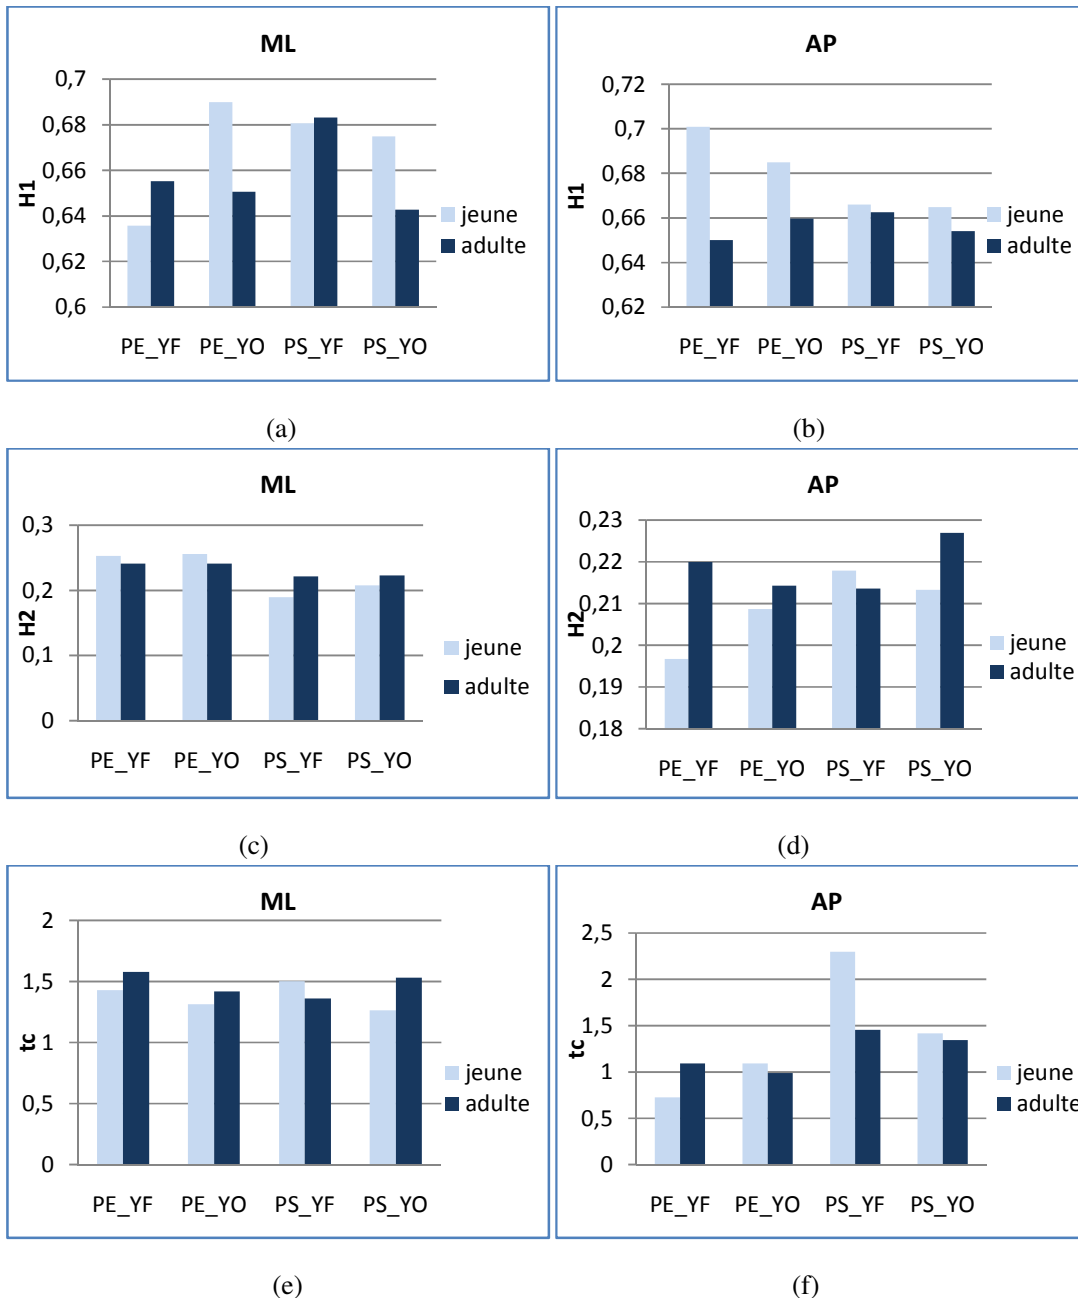 ML
0,7
0,68
0,66
0,64
0,62
0,6
H1
jeune
adulte
PE_YF PE_YO PS_YF PS_YO
(a)
AP
0,72
0,7
0,68
0,66
0,64
0,62
H1
jeune
adulte
PE_YF PE_YO PS_YF PS_YO
(b)
ML
0,3
0,2
0,1
0
H2
jeune
adulte
PE_YF PE_YO PS_YF PS_YO
(c)
AP
0,23
0,22
0,21
0,2
0,19
0,18
H2
jeune
adulte
PE_YF PE_YO PS_YF PS_YO
(d)
ML
2
1,5
1
0,5
0
tc
jeune
adulte
PE_YF PE_YO PS_YF PS_YO
(e)
AP
2,5
2
1,5
1
0,5
0
tc
jeune
adulte
PE_YF PE_YO PS_YF PS_YO
(f)